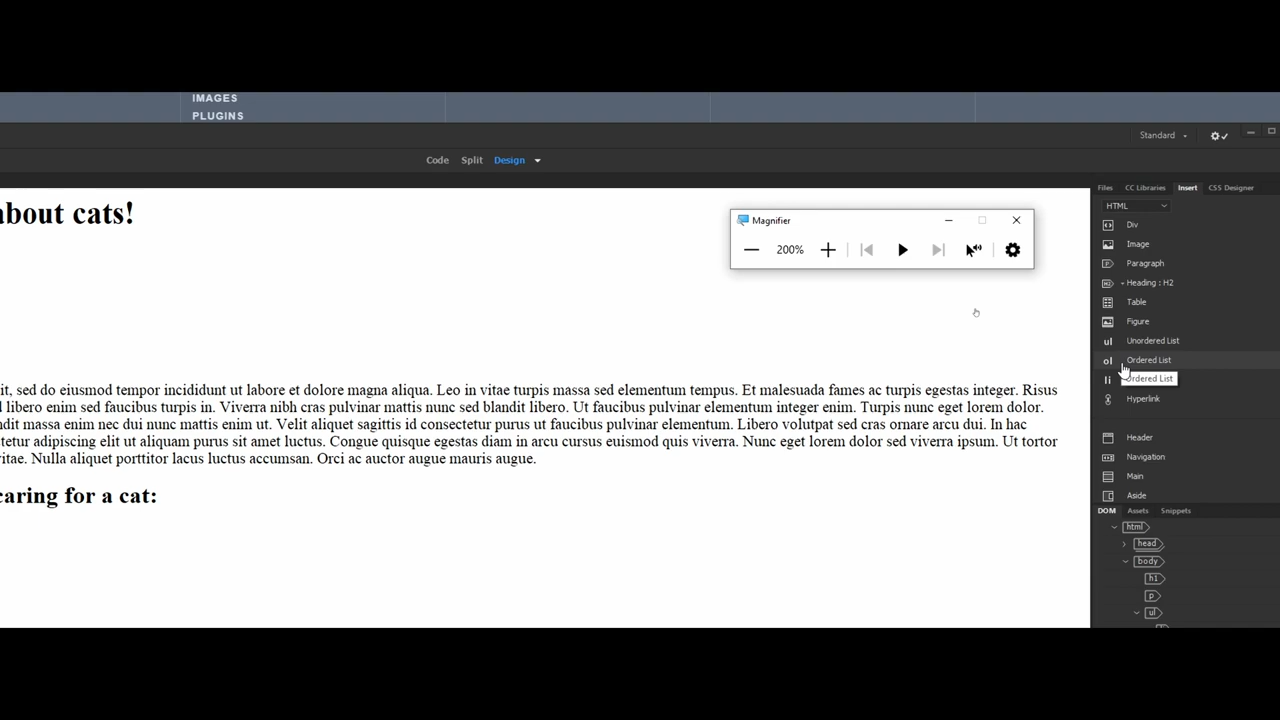 IMAGES
PLUGINS
Standard
Code Split Design
Files CC Libraries Insert CSS Designer
about cats!
HTML
Magnifier
200%
Div
Image
Paragraph
H2 Heading : H2
Table
Figure
ul Unordered List
ol Ordered List
li Ordered List
Hyperlink
it, sed do eiusmod tempor incididunt ut labore et dolore magna aliqua. Leo in vitae turpis massa sed elementum tempus. Et malesuada fames ac turpis egestas integer. Risus
d libero enim sed faucibus turpis in. Viverra nibh cras pulvinar mattis nunc sed blandit libero. Ut faucibus pulvinar elementum integer enim. Turpis nunc eget lorem dolor.
ndit massa enim nec dui nunc mattis enim ut. Velit aliquet sagittis id consectetur purus ut faucibus pulvinar elementum. Libero volutpat sed cras ornare arcu dui. In hac
tetur adipiscing elit ut aliquam purus sit amet luctus. Congue quisque egestas diam in arcu cursus euismod quis viverra. Nunc eget lorem dolor sed viverra ipsum. Ut tortor
vitae. Nulla aliquet porttitor lacus luctus accumsan. Orci ac auctor augue mauris augue.
caring for a cat:
Header
Navigation
Main
Aside
DOM Assets Snippets
html
head
body
h1
p
ul